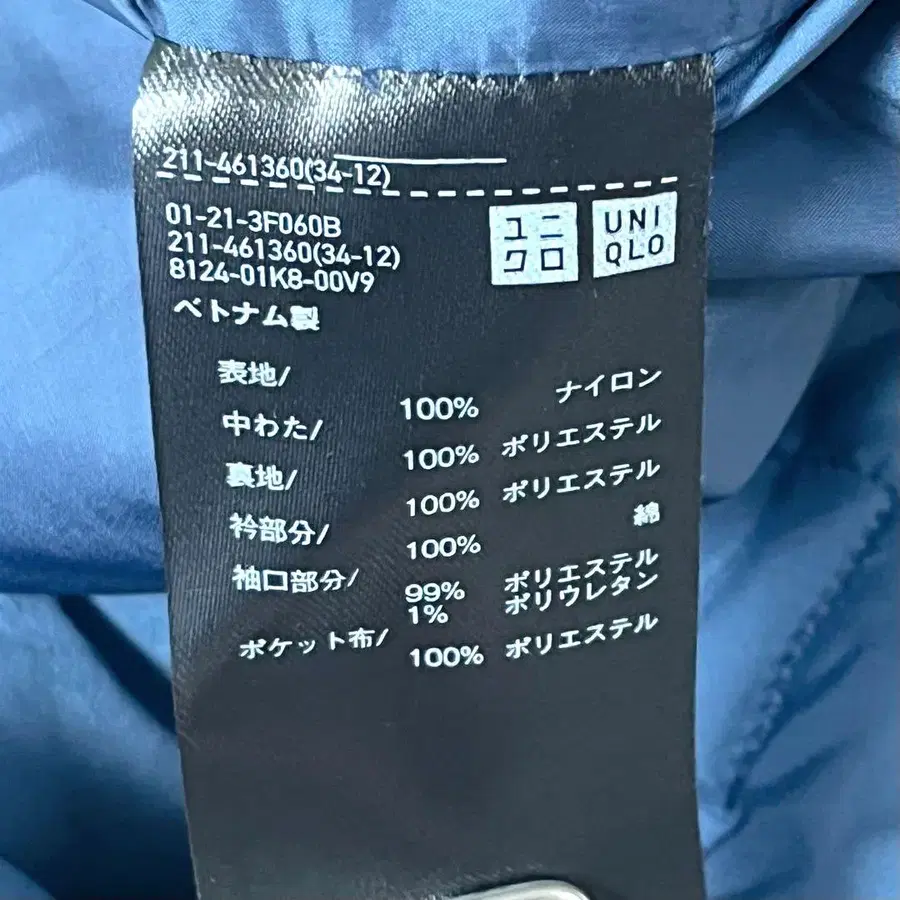 211-461360(34-12)
01-21-3F060B
211-461360(34-12)
8124-01K8-00V9
ベトナム製
ユニ
クロ
UNI
QLO
表地/
100% ナイロン
中わた/
100% ポリエステル
裏地/
100% ポリエステル
衿部分/
100% 綿
袖口部分/
99% ポリエステル
1% ポリウレタン
ポケット布/
100% ポリエステル